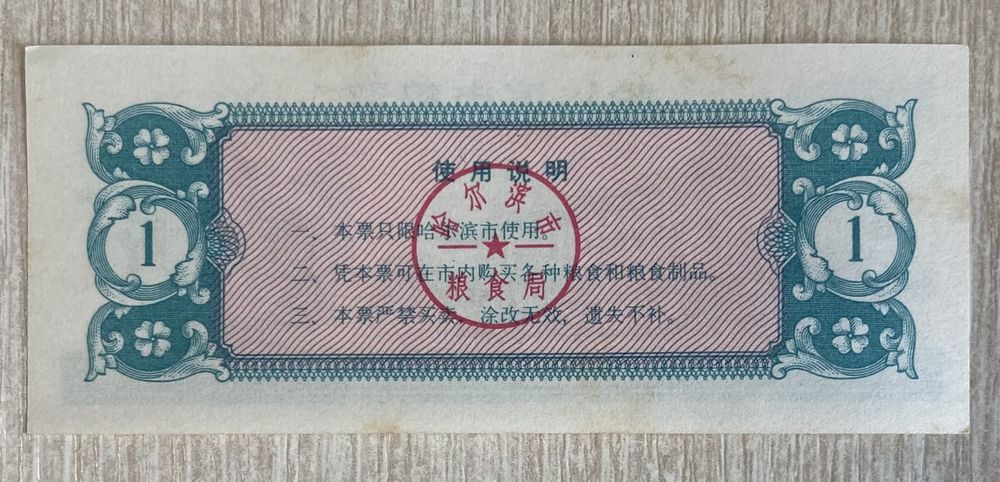 使用说明
一、本票只限哈尔滨市使用。
二、凭本票可在市内购买各种粮食和粮食制品。
三、本票严禁买卖，涂改无效，遗失不补。
哈尔滨市
粮食局
1
1